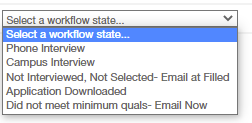 Select a workflow state...
Select a workflow state...
Phone Interview
Campus Interview
Not Interviewed, Not Selected- Email at Filled
Application Downloaded
Did not meet minimum quals- Email Now